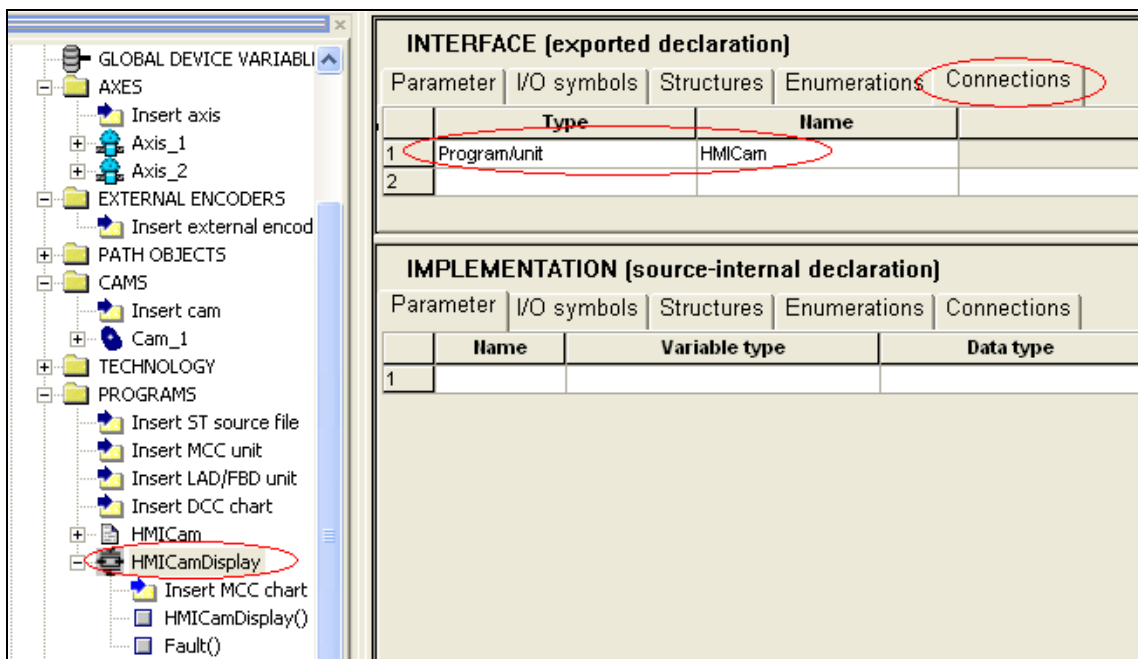 GLOBAL DEVICE VARIABL
AXES
Insert axis
Axis_1
Axis_2
EXTERNAL ENCODERS
Insert external encod
PATH OBJECTS
CAMS
Insert cam
Cam_1
TECHNOLOGY
PROGRAMS
Insert ST source file
Insert MCC unit
Insert LAD/FBD unit
Insert DCC chart
HMICam
HMICamDisplay
Insert MCC chart
HMICamDisplay()
Fault()
INTERFACE (exported declaration)
Parameter I/O symbols Structures Enumerations Connections
Type Name
1 Program/unit HMICam
2
IMPLEMENTATION (source-internal declaration)
Parameter I/O symbols Structures Enumerations Connections
Name Variable type Data type
1